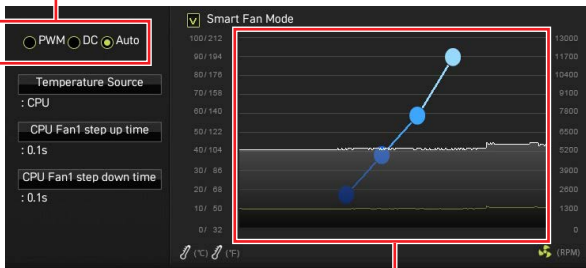 Smart Fan Mode
PWM DC Auto
Temperature Source
: CPU
CPU Fan1 step up time
: 0.1s
CPU Fan1 step down time
: 0.1s
100/212 13000
90/194 11700
80/176 10400
70/158 9100
60/140 7800
50/122 6500
40/104 5200
30/ 86 3900
20/ 68 2600
10/ 50 1300
0/ 32 0
(℃) (℉) (RPM)